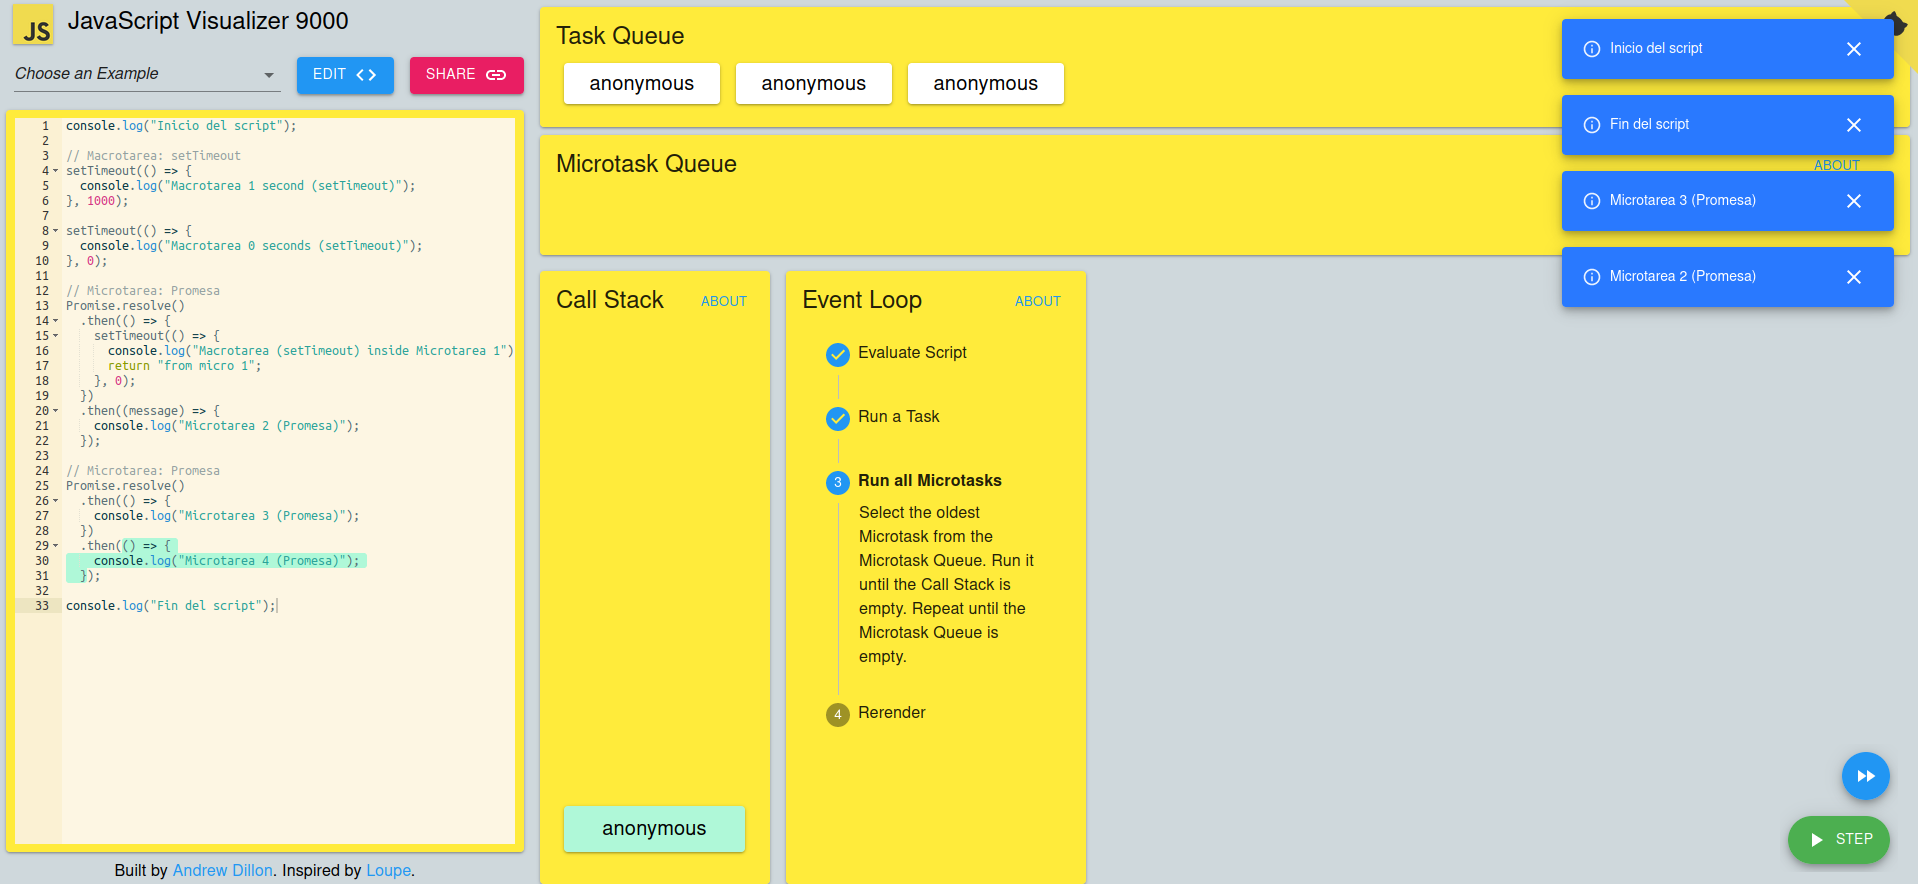 JS
JavaScript Visualizer 9000
Choose an Example
EDIT
SHARE
1 console.log("Inicio del script");
2
3 // Macrotarea: setTimeout
4 setTimeout(() => {
5 console.log("Macrotarea 1 second (setTimeout)");
6 }, 1000);
7
8 setTimeout(() => {
9 console.log("Macrotarea 0 seconds (setTimeout)");
10 }, 0);
11
12 // Microtarea: Promesa
13 Promise.resolve()
14 .then(() => {
15 setTimeout(() => {
16 console.log("Macrotarea (setTimeout) inside Microtarea 1")
17 return "from micro 1";
18 }, 0);
19 })
20 .then((message) => {
21 console.log("Microtarea 2 (Promesa)");
22 });
23
24 // Microtarea: Promesa
25 Promise.resolve()
26 .then(() => {
27 console.log("Microtarea 3 (Promesa)");
28 })
29 .then(() => {
30 console.log("Microtarea 4 (Promesa)");
31 });
32
33 console.log("Fin del script");
Built by Andrew Dillon. Inspired by Loupe.
Task Queue
anonymous anonymous anonymous
Microtask Queue
ABOUT
Inicio del script
Fin del script
Microtarea 3 (Promesa)
Microtarea 2 (Promesa)
Call Stack ABOUT
anonymous
Event Loop ABOUT
Evaluate Script
Run a Task
3 Run all Microtasks
Select the oldest
Microtask from the
Microtask Queue. Run it
until the Call Stack is
empty. Repeat until the
Microtask Queue is
empty.
4 Rerender
STEP